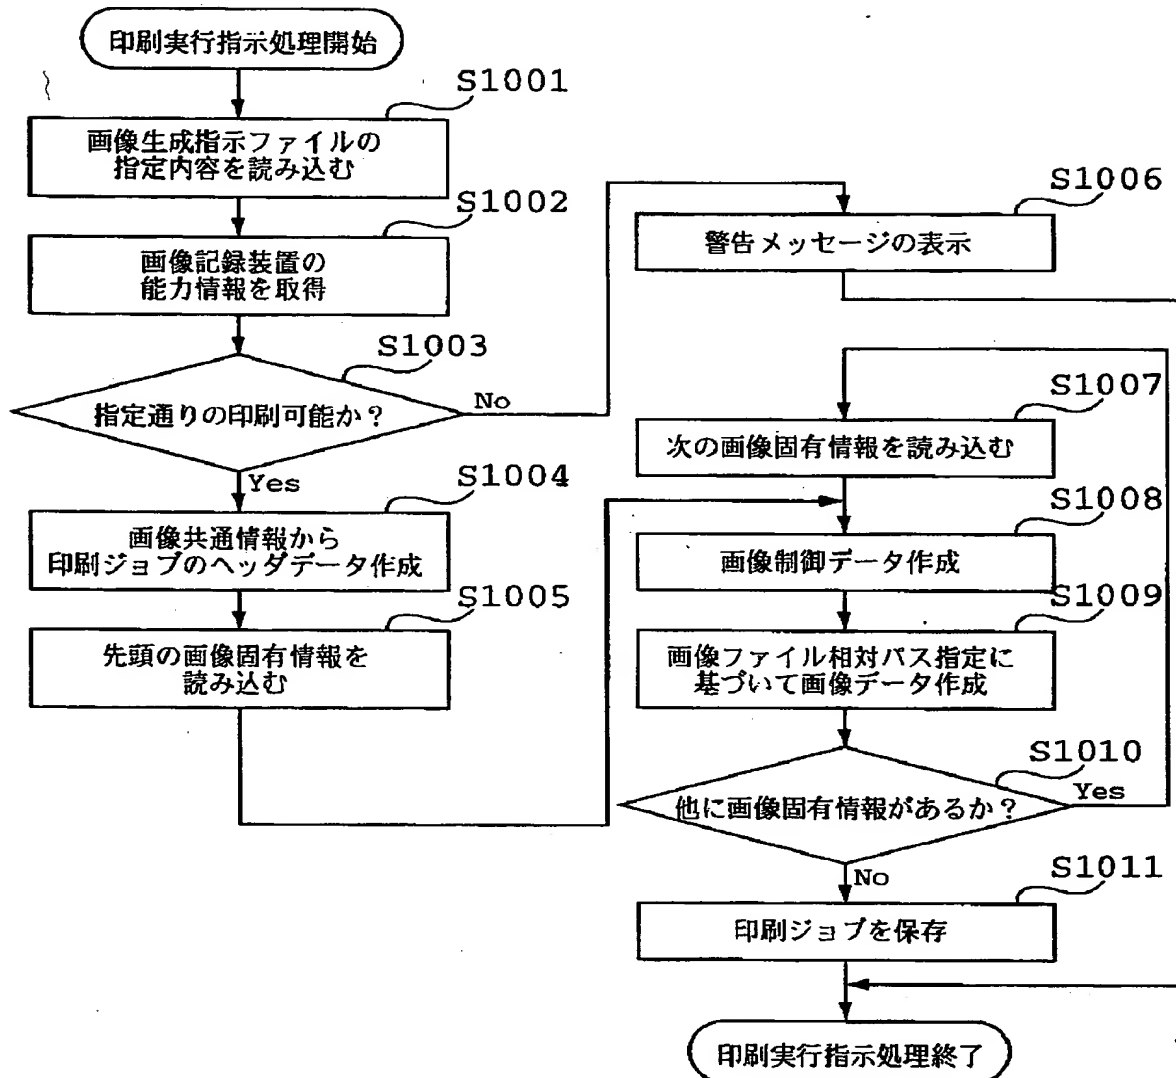 印刷実行指示処理開始
S1001
画像生成指示ファイルの
指定内容を読み込む
S1002
画像記録装置の
能力情報を取得
S1003
指定通りの印刷可能か？
No
Yes
S1004
画像共通情報から
印刷ジョブのヘッダデータ作成
S1005
先頭の画像固有情報を
読み込む
S1006
警告メッセージの表示
S1007
次の画像固有情報を読み込む
S1008
画像制御データ作成
S1009
画像ファイル相対パス指定に
基づいて画像データ作成
S1010
他に画像固有情報があるか？
Yes
No
S1011
印刷ジョブを保存
印刷実行指示処理終了